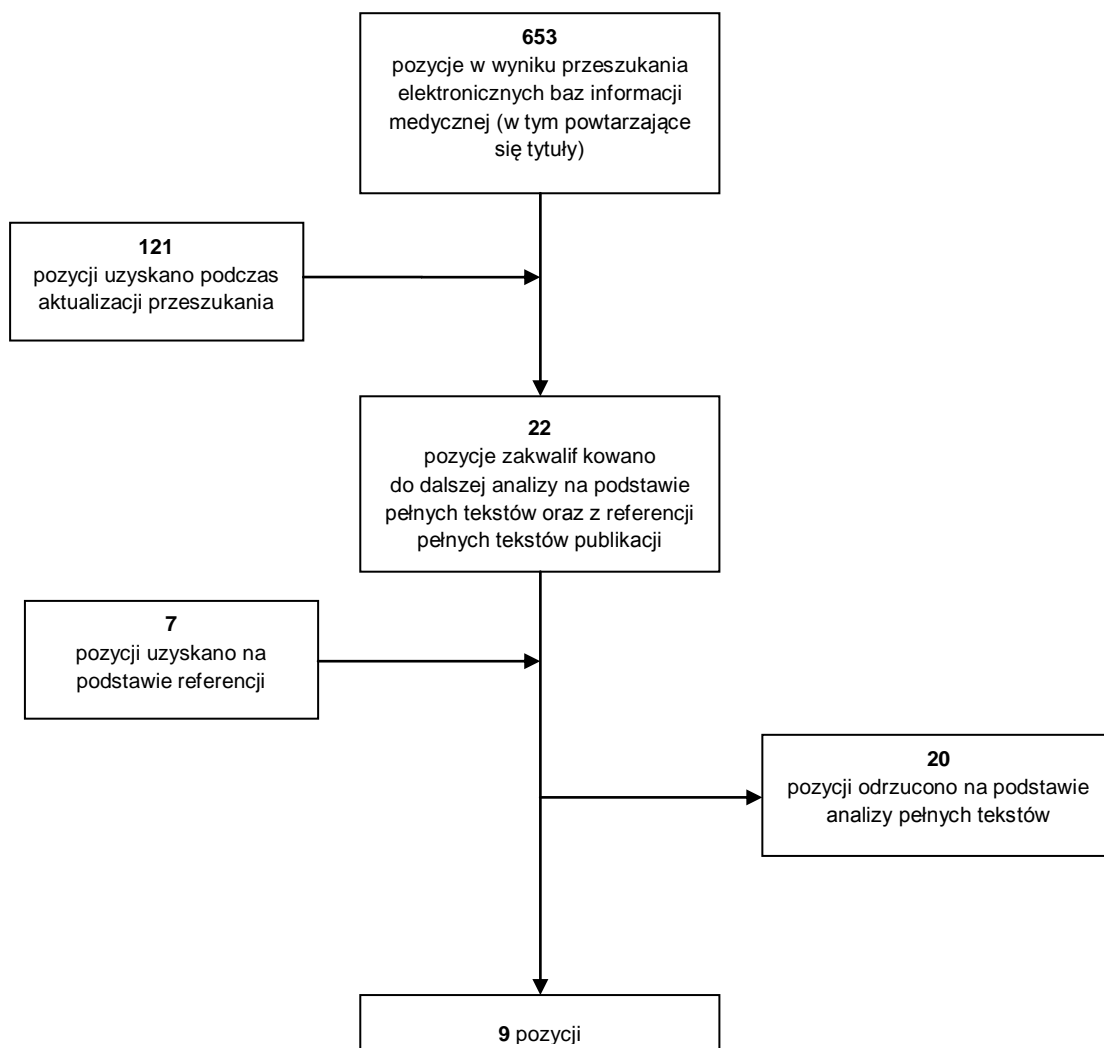 653
pozycje w wyniku przeszukania
elektronicznych baz informacji
medycznej (w tym powtarzające
się tytuły)
121
pozycji uzyskano podczas
aktualizacji przeszukania
22
pozycje zakwalif kowano
do dalszej analizy na podstawie
pełnych tekstów oraz z referencji
pełnych tekstów publikacji
7
pozycji uzyskano na
podstawie referencji
20
pozycji odrzucono na podstawie
analizy pełnych tekstów
9 pozycji